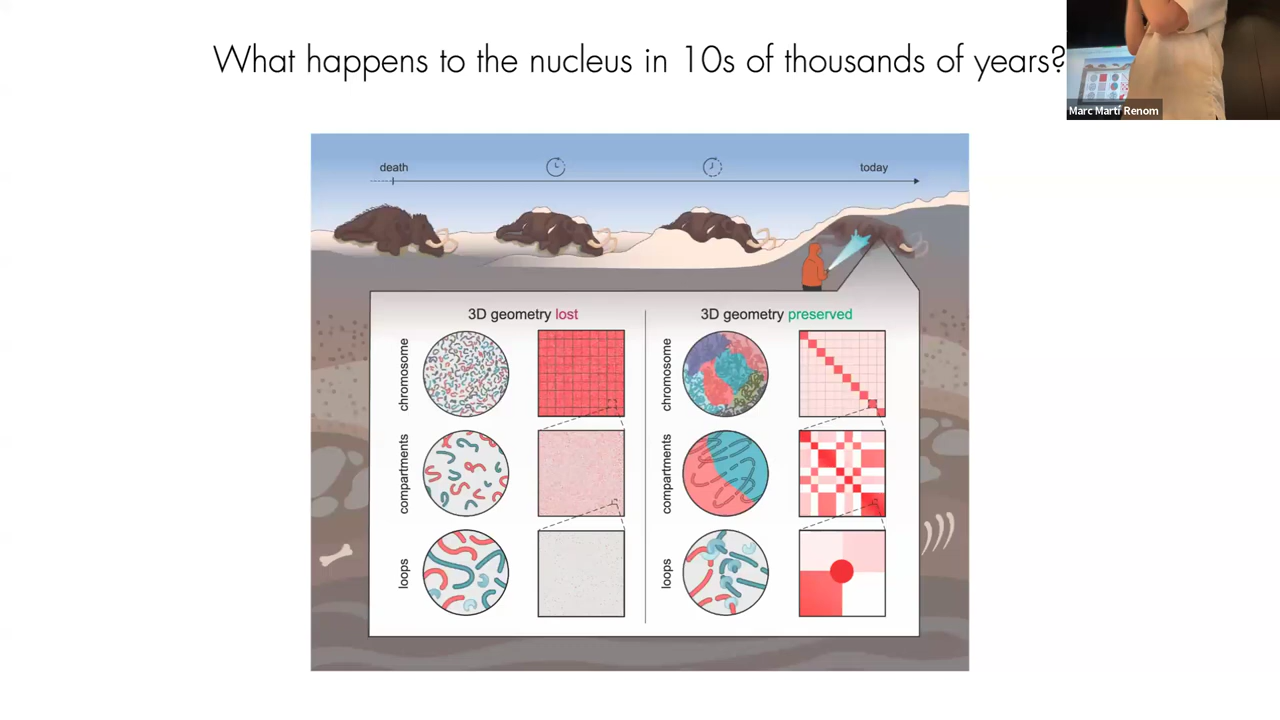 What happens to the nucleus in 10s of thousands of years?
Marc Martí Renom
death
today
3D geometry lost
3D geometry preserved
chromosome
chromosome
compartments
compartments
loops
loops